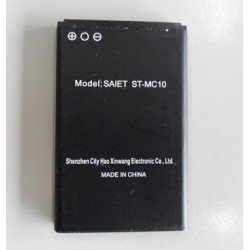 Model:SAIET ST-MC10
Shenzhen City Hao Xinwang Electronic Co., Ltd.
MADE IN CHINA